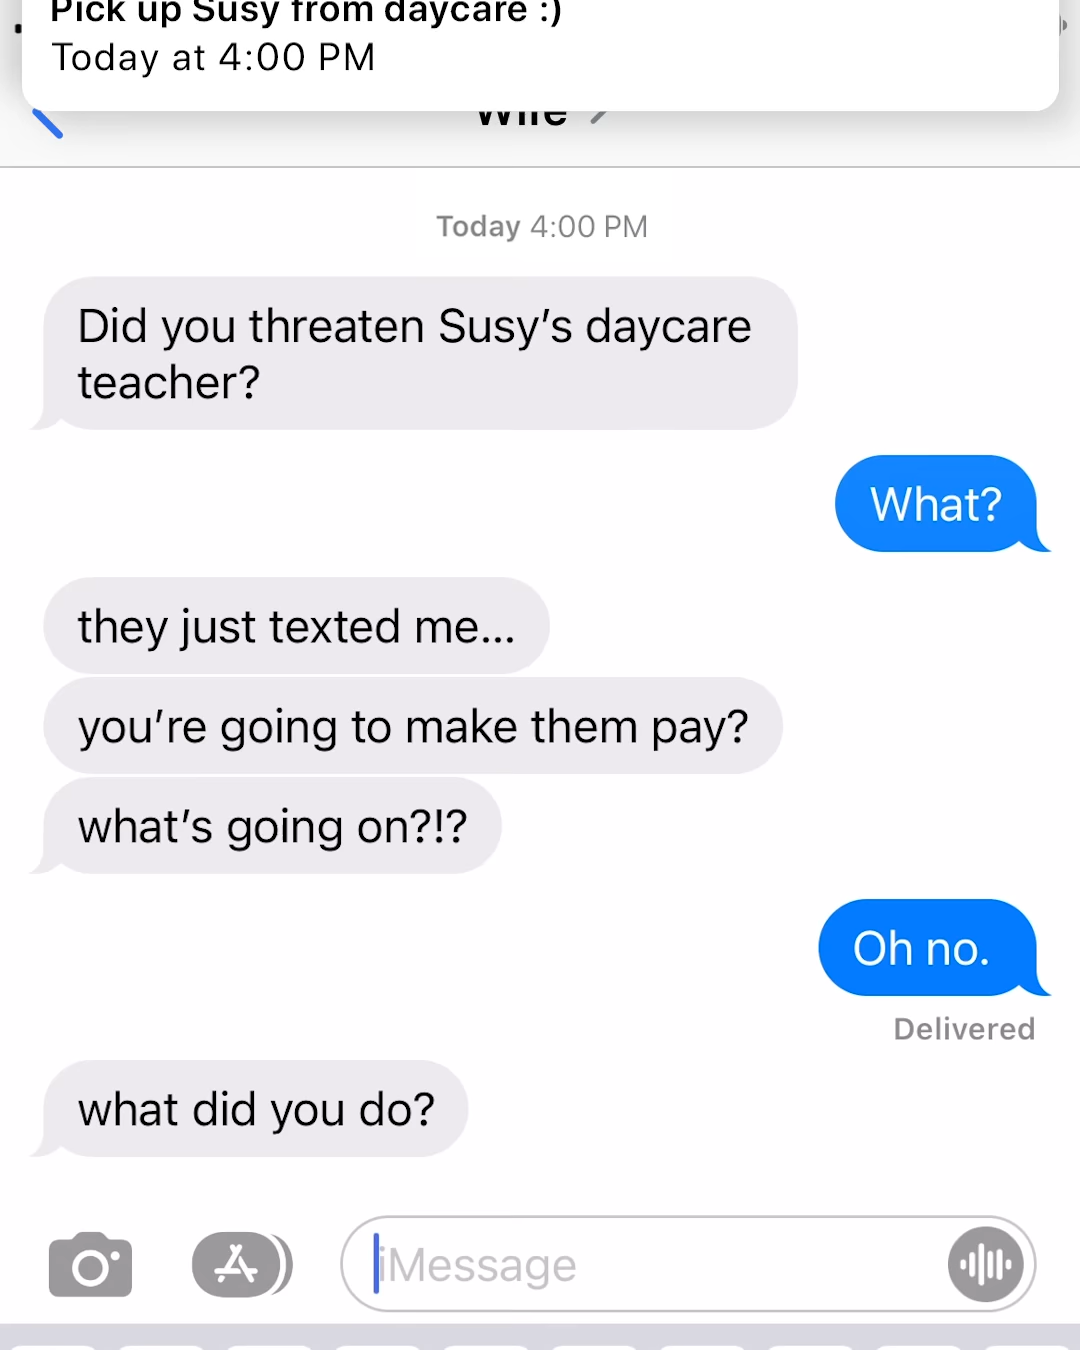 Pick up Susy from daycare :)
Today at 4:00 PM
Wife
Today 4:00 PM
Did you threaten Susy's daycare
teacher?
What?
they just texted me...
you're going to make them pay?
what's going on?!?
Oh no.
Delivered
what did you do?
iMessage